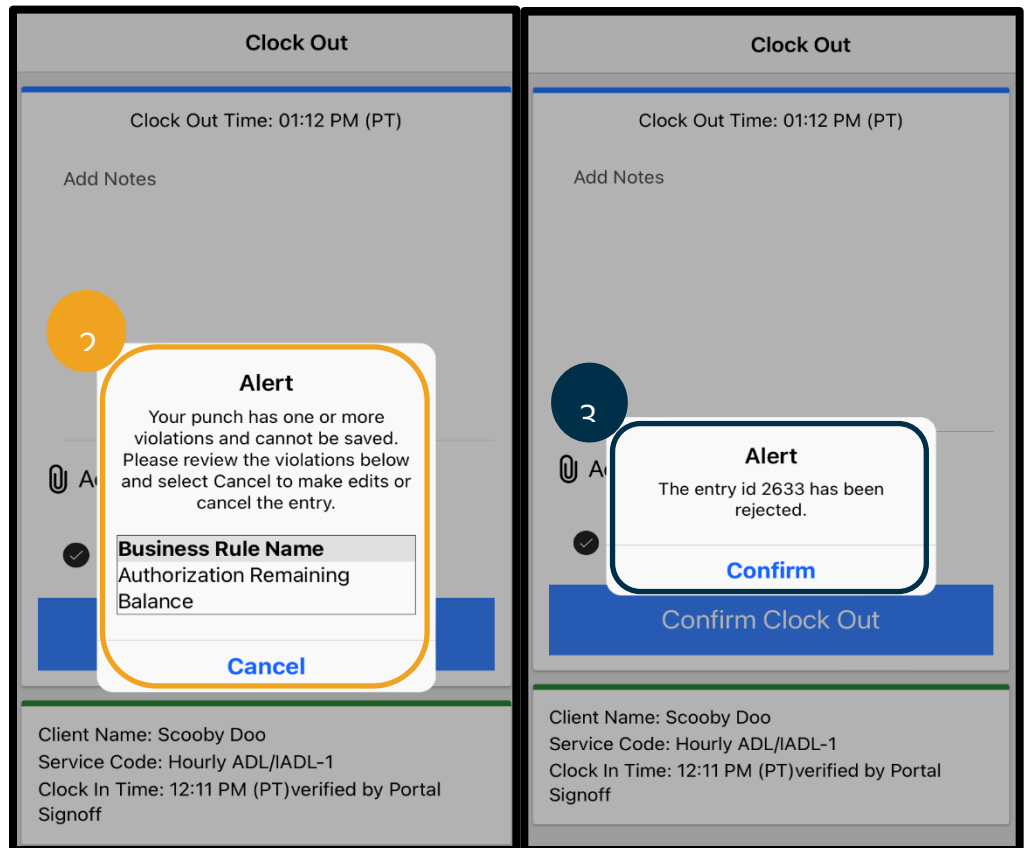 Clock Out
Clock Out Time: 01:12 PM (PT)
Add Notes
2
Alert
Your punch has one or more
violations and cannot be saved.
Please review the violations below
and select Cancel to make edits or
cancel the entry.
Business Rule Name
Authorization Remaining
Balance
Cancel
Client Name: Scooby Doo
Service Code: Hourly ADL/IADL-1
Clock In Time: 12:11 PM (PT)verified by Portal
Signoff
Clock Out
Clock Out Time: 01:12 PM (PT)
Add Notes
3
Alert
The entry id 2633 has been
rejected.
Confirm
Confirm Clock Out
Client Name: Scooby Doo
Service Code: Hourly ADL/IADL-1
Clock In Time: 12:11 PM (PT)verified by Portal
Signoff